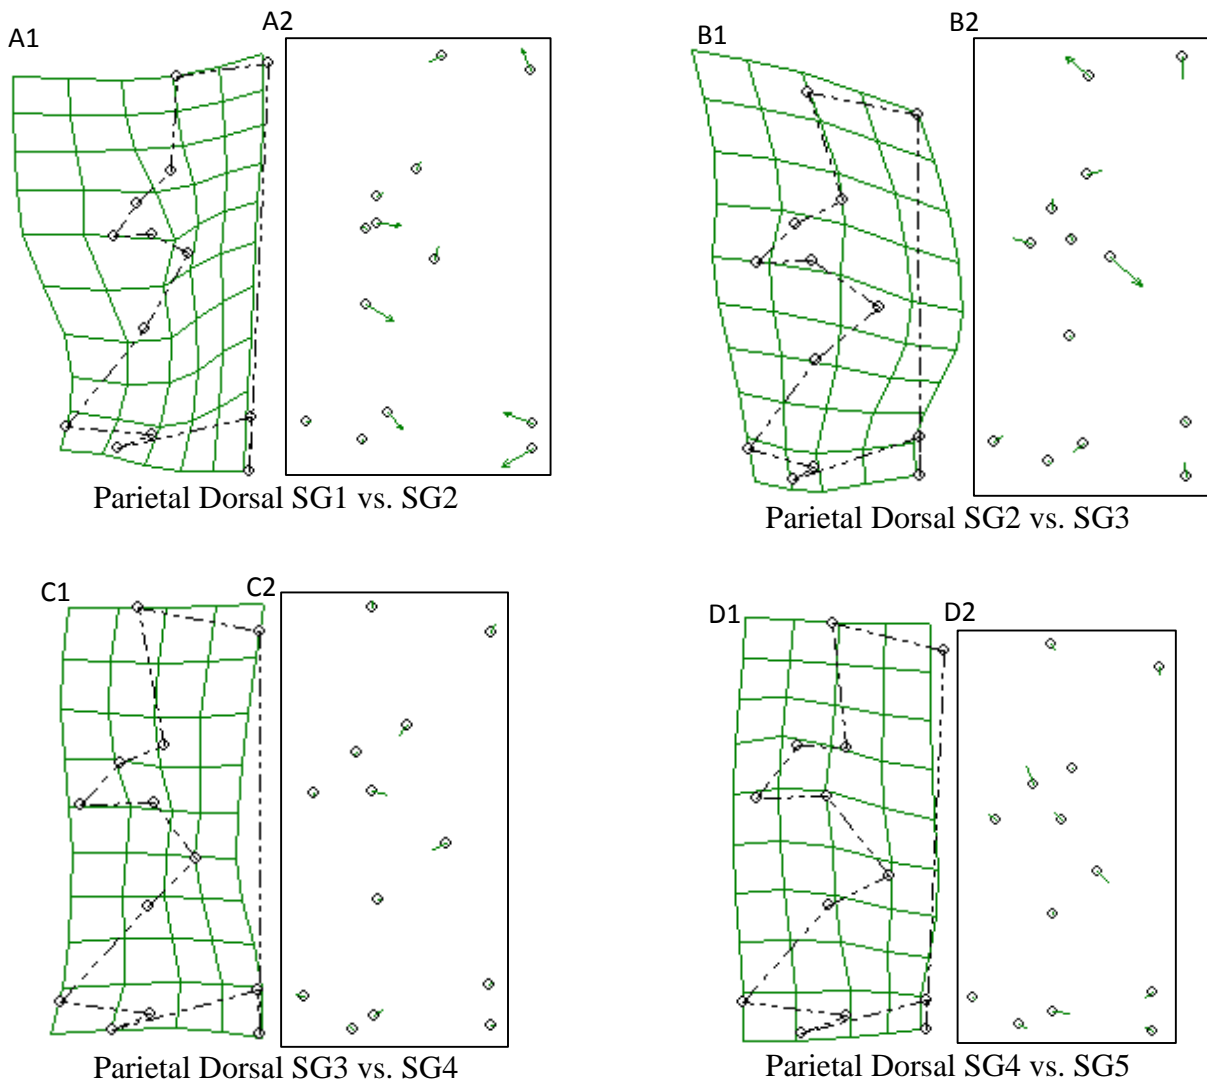 A1
A2
B1
B2
Parietal Dorsal SG1 vs. SG2
Parietal Dorsal SG2 vs. SG3
C1
C2
D1
D2
Parietal Dorsal SG3 vs. SG4
Parietal Dorsal SG4 vs. SG5